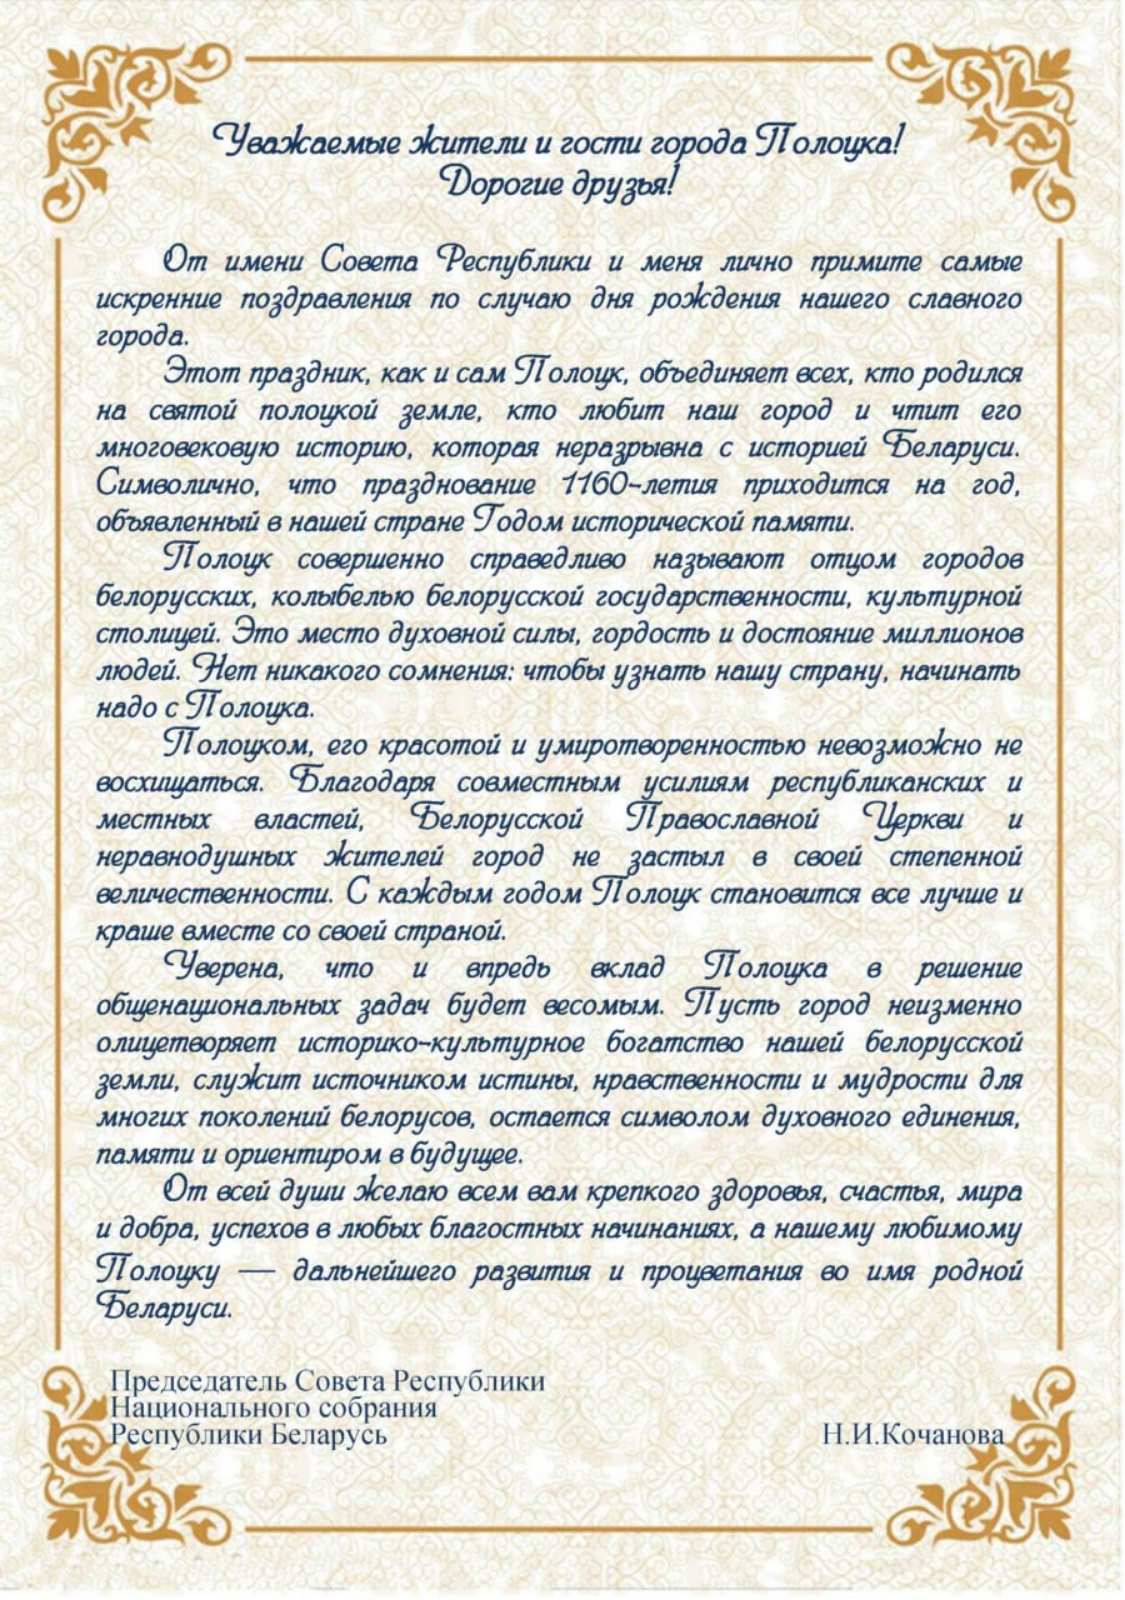 Уважаемые жители и гости города Полоцка!
Дорогие друзья!
От имени Совета Республики и меня лично примите самые
искренние поздравления по случаю дня рождения нашего славного
города.
Этот праздник, как и сам Полоцк, объединяет всех, кто родился
на святой полоцкой земле, кто любит наш город и чтит его
многовековую историю, которая неразрывна с историей Беларуси.
Символично, что празднование 1160-летия приходится на год,
объявленный в нашей стране Годом исторической памяти.
Полоцк совершенно справедливо называют отцом городов
белорусских, колыбелью белорусской государственности, культурной
столицей. Это место духовной силы, гордость и достояние миллионов
людей. Нет никакого сомнения: чтобы узнать нашу страну, начинать
надо с Полоцка.
Полоцком, его красотой и умиротворенностью невозможно не
восхищаться. Благодаря совместным усилиям республиканских и
местных властей, Белорусской Православной Церкви и
неравнодушных жителей город не застыл в своей степенной
величественности. С каждым годом Полоцк становится все лучше и
краше вместе со своей страной.
Уверена, что и впредь вклад Полоцка в решение
общенациональных задач будет весомым. Пусть город неизменно
олицетворяет историко-культурное богатство нашей белорусской
земли, служит источником истины, нравственности и мудрости для
многих поколений белорусов, остается символом духовного единения,
памяти и ориентиром в будущее.
От всей души желаю всем вам крепкого здоровья, счастья, мира
и добра, успехов в любых благостных начинаниях, а нашему любимому
Полоцку — дальнейшего развития и процветания во имя родной
Беларуси.
Председатель Совета Республики
Национального собрания
Республики Беларусь Н.И.Кочанова